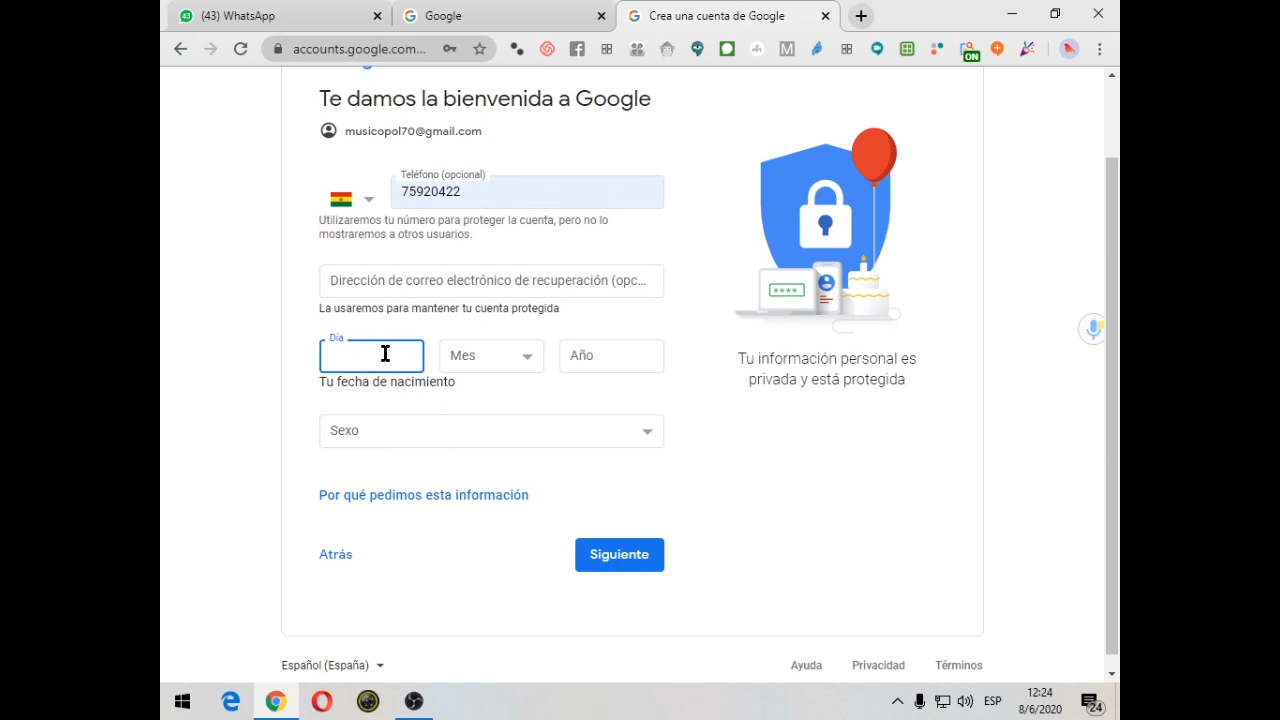 (43) WhatsApp
Google
Crea una cuenta de Google
accounts.google.com...
ON
Te damos la bienvenida a Google
musicopol70@gmail.com
Teléfono (opcional)
75920422
Utilizaremos tu número para proteger la cuenta, pero no lo
mostraremos a otros usuarios.
Dirección de correo electrónico de recuperación (opc...
La usaremos para mantener tu cuenta protegida
Día
Mes
Año
Tu fecha de nacimiento
Sexo
Por qué pedimos esta información
Atrás
Siguiente
****
Tu información personal es
privada y está protegida
Español (España)
Ayuda
Privacidad
Términos
ESP
12:24
8/6/2020
24